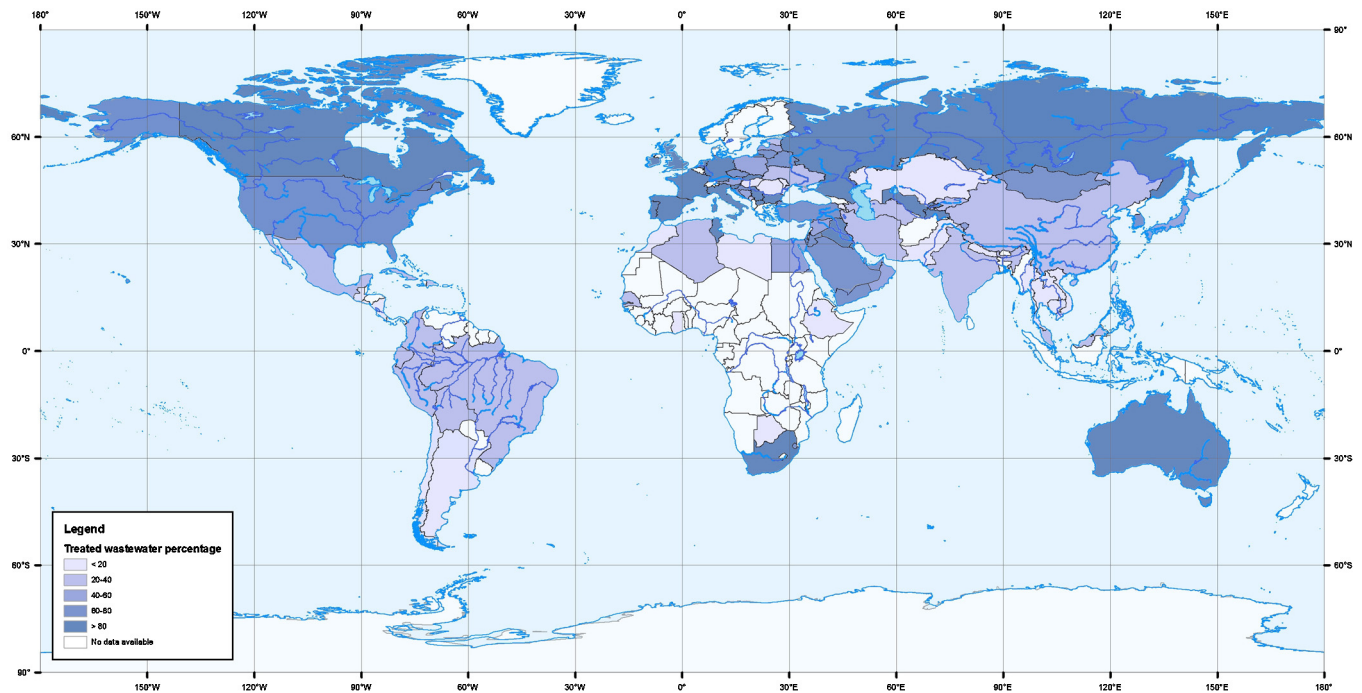 180° 150°W 120°W 90°W 60°W 30°W 0° 30°E 60°E 90°E 120°E 150°E 180°
90°
60°N 60°N
30°N 30°N
0° 0°
30°S 30°S
Legend
Treated wastewater percentage
< 20
20-40
40-60
60-80
> 80
No data available
60°S 60°S
90°
150°W 120°W 90°W 60°W 30°W 0° 30°E 60°E 90°E 120°E 150°E 180°